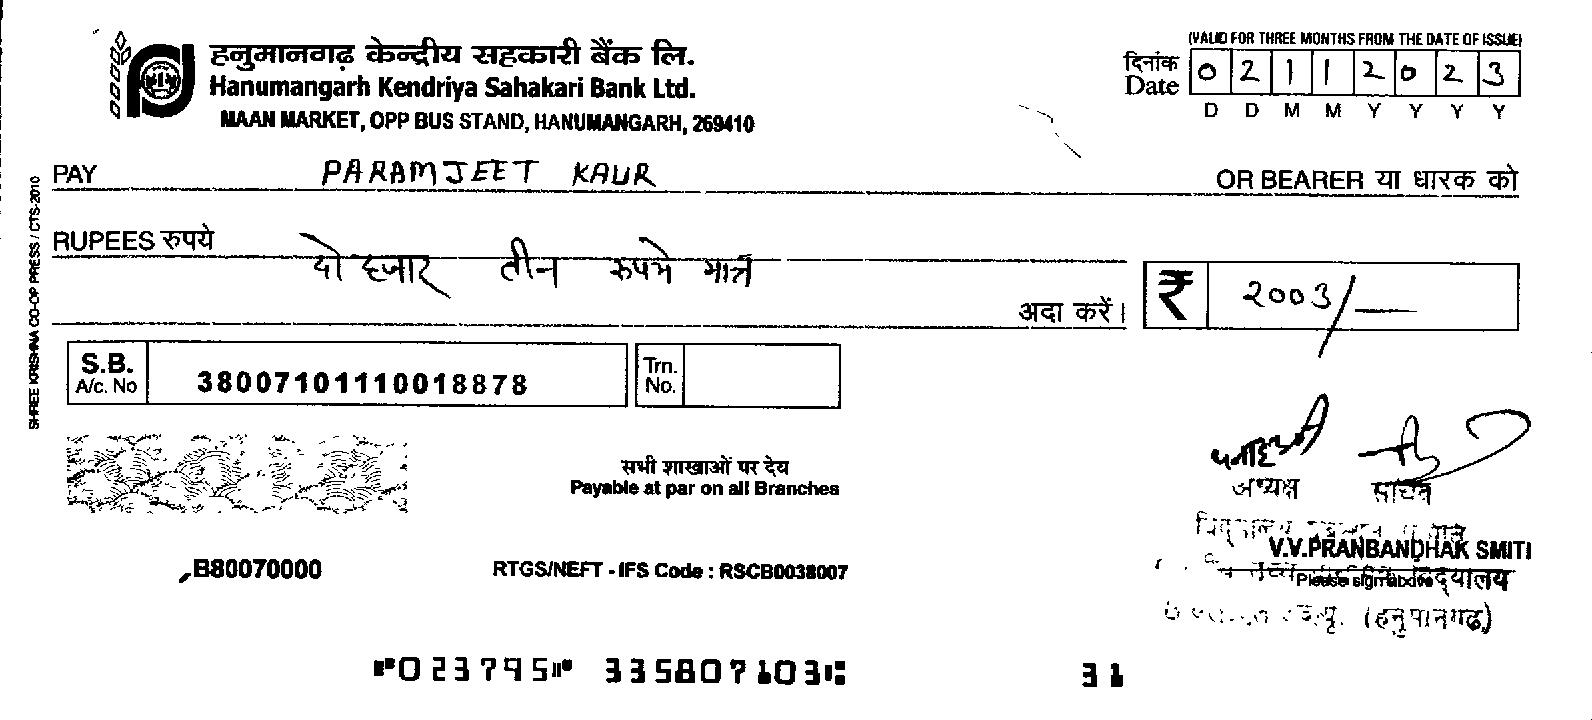 (VALID FOR THREE MONTHS FROM THE DATE OF ISSUE)
हनुमानगढ़ केन्द्रीय सहकारी बैंक लि.
Hanumangarh Kendriya Sahakari Bank Ltd.
MAAN MARKET, OPP BUS STAND, HANUMANGARH, 269410
दिनांक
Date 0 2 1 1 2 0 2 3
D D M M Y Y Y Y
PAY PARAMJEET KAUR OR BEARER या धारक को
RUPEES रुपये दो हजार तीन रुपये मात्र
अदा करें। ₹ 2003/—
S.B.
A/c. No 38007101110018878
Trn.
No.
SHREE KRISHNA CO-OP PRESS / CTS-2010
सभी शाखाओं पर देय
Payable at par on all Branches
अध्यक्ष सचिव
V.V.PRANBANDHAK SMITI
Please sign above
विद्यालय
(हनुमानगढ़)
B80070000 RTGS/NEFT - IFS Code : RSCB0038007
⑈023795⑈ 335807103⑆ 31